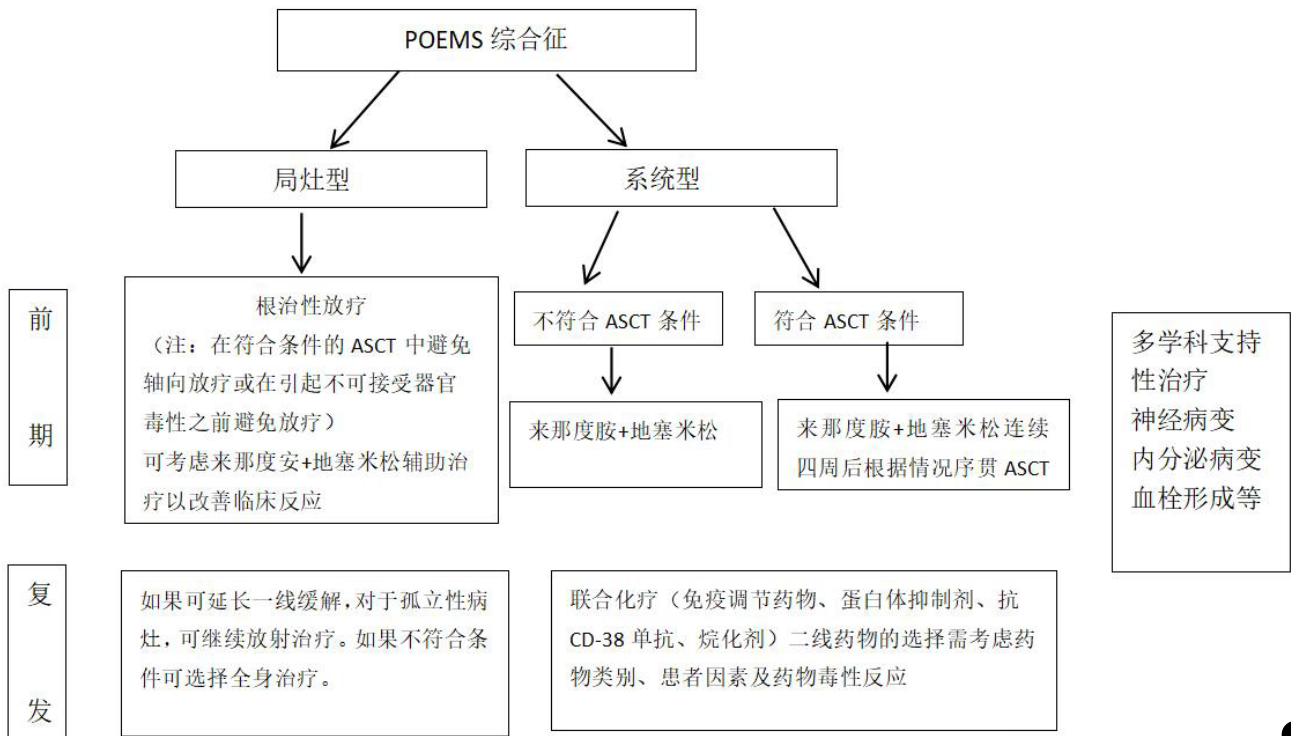 POEMS 综合征
局灶型
系统型
前
期
根治性放疗
（注：在符合条件的 ASCT 中避免
轴向放疗或在引起不可接受器官
毒性之前避免放疗）
可考虑来那度安+地塞米松辅助治
疗以改善临床反应
不符合 ASCT 条件
符合 ASCT 条件
来那度胺+地塞米松
来那度胺+地塞米松连续
四周后根据情况序贯 ASCT
多学科支持
性治疗
神经病变
内分泌病变
血栓形成等
复
发
如果可延长一线缓解，对于孤立性病
灶，可继续放射治疗。如果不符合条
件可选择全身治疗。
联合化疗（免疫调节药物、蛋白体抑制剂、抗
CD-38 单抗、烷化剂）二线药物的选择需考虑药
物类别、患者因素及药物毒性反应